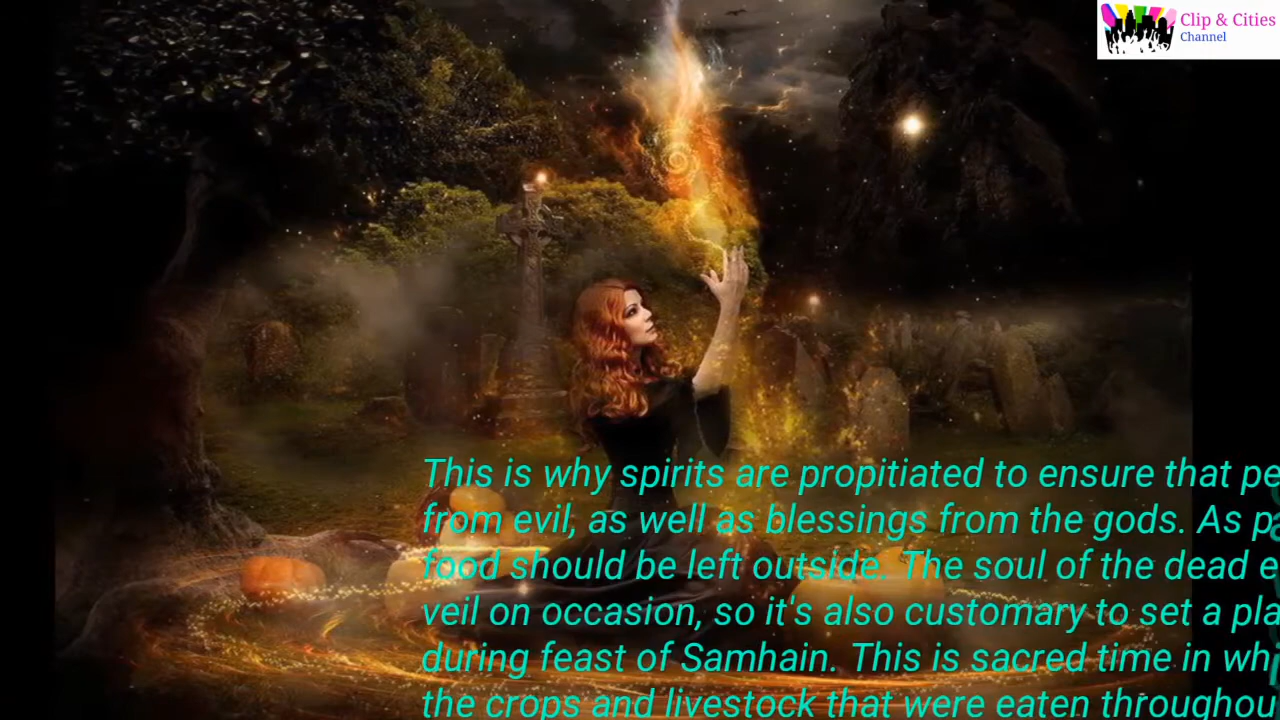 Clip & Cities
Channel
This is why spirits are propitiated to ensure that
from evil, as well as blessings from the gods. As
food should be left outside. The soul of the dead
veil on occasion, so it's also customary to set a
during feast of Samhain. This is sacred time in
the crops and livestock that were eaten